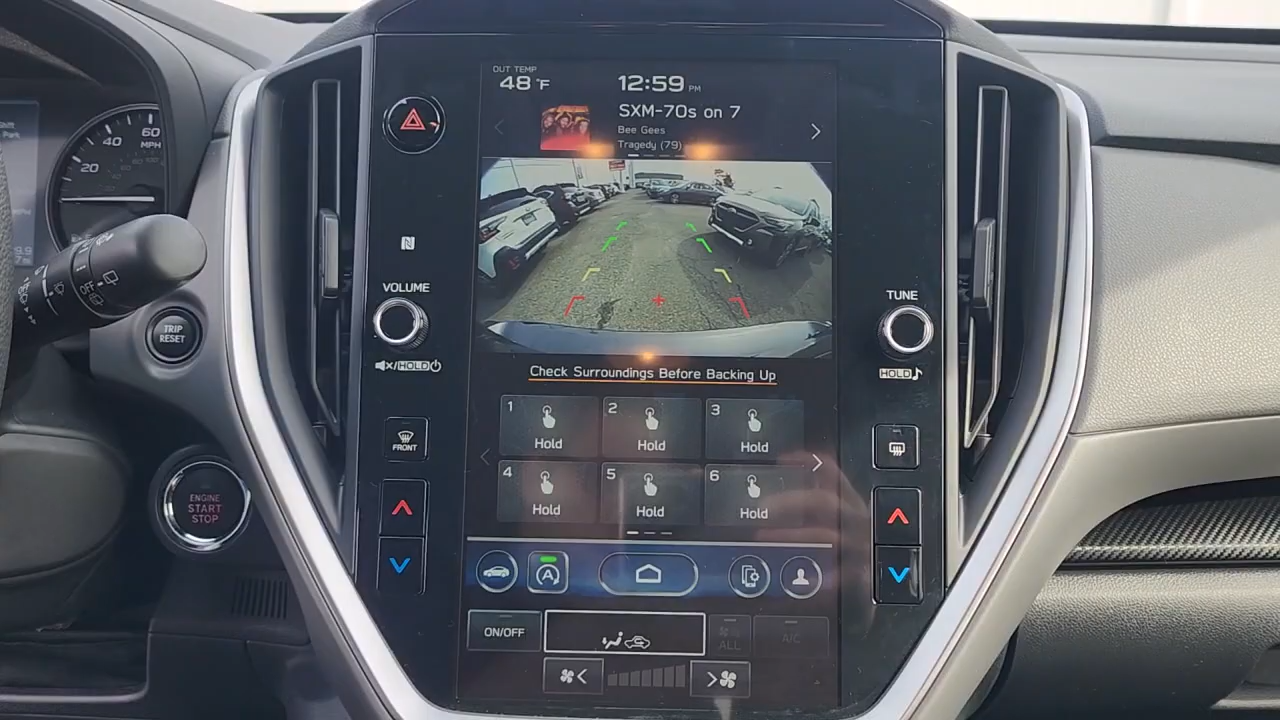 OUT TEMP
48°F
12:59 PM
SXM-70s on 7
Bee Gees
Tragedy (79)
60
MPH
40
20
OFF
TRIP
RESET
ENGINE
START
STOP
VOLUME
HOLD
FRONT
TUNE
HOLD
Check Surroundings Before Backing Up
1
Hold
2
Hold
3
Hold
4
Hold
5
Hold
6
Hold
A
ON/OFF
ALL
A/C